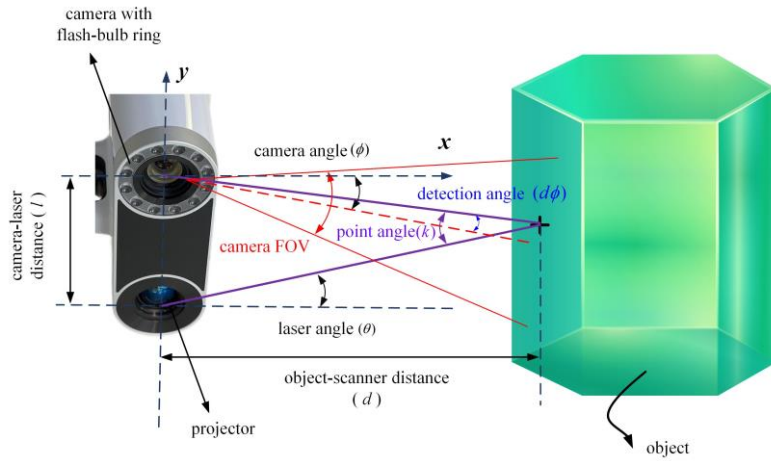 camera with
flash-bulb ring
y
x
camera angle (ϕ)
detection angle (dϕ)
point angle(k)
camera FOV
camera-laser
distance ( l )
laser angle (θ)
object-scanner distance
( d )
projector
object